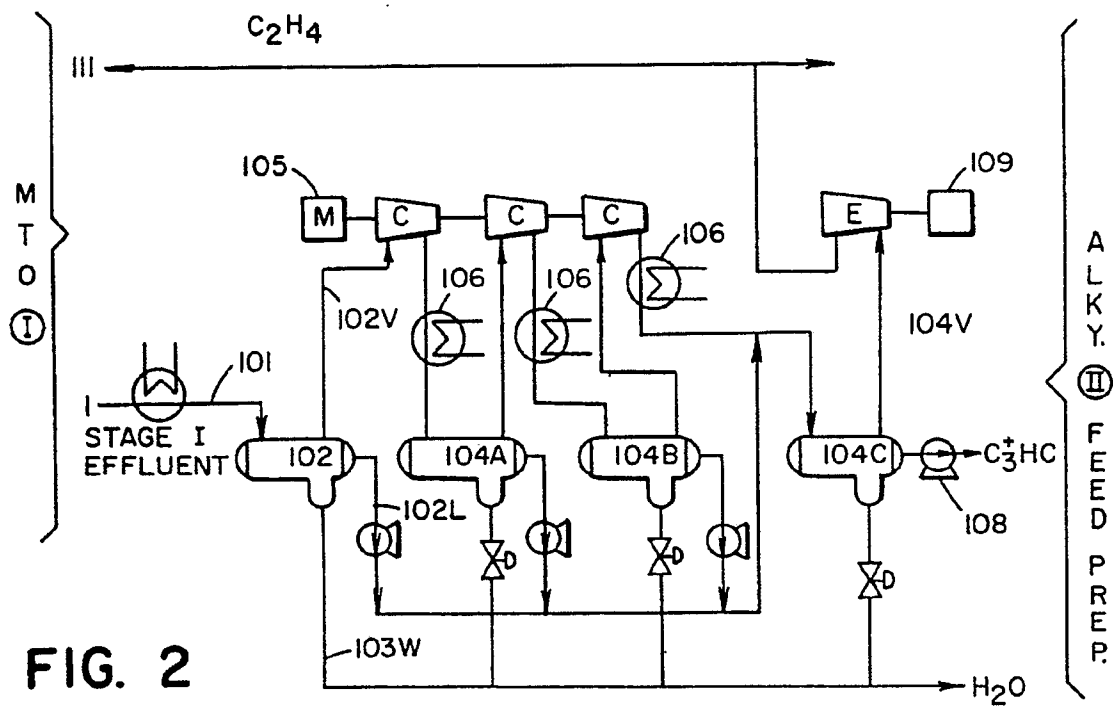 C2H4
III
105
109
M
C
C
C
E
106
106
106
M
T
O
I
102V
104V
A
L
K
Y.
II
F
E
E
D
P
R
E
P.
101
I
STAGE I
EFFLUENT
102
104A
104B
104C
C3+HC
102L
108
D
D
D
103W
H2O
FIG. 2